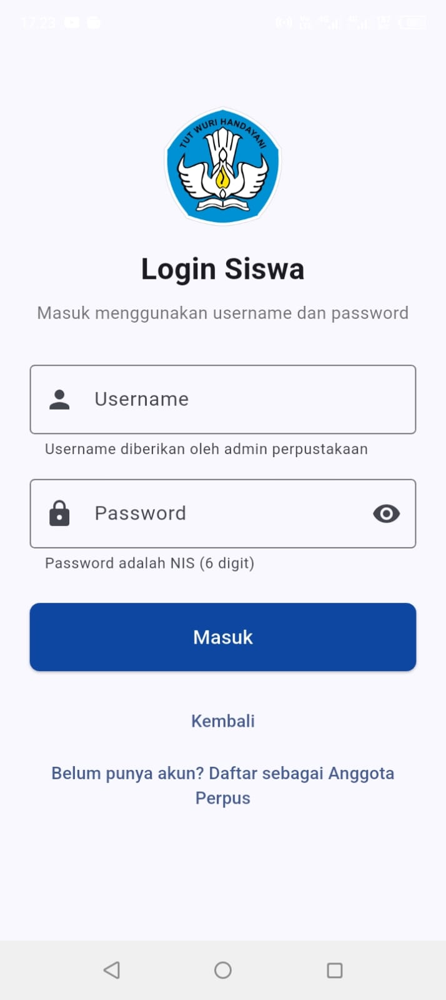 17.23
TUT WURI HANDAYANI
Login Siswa
Masuk menggunakan username dan password
Username
Username diberikan oleh admin perpustakaan
Password
Password adalah NIS (6 digit)
Masuk
Kembali
Belum punya akun? Daftar sebagai Anggota
Perpus